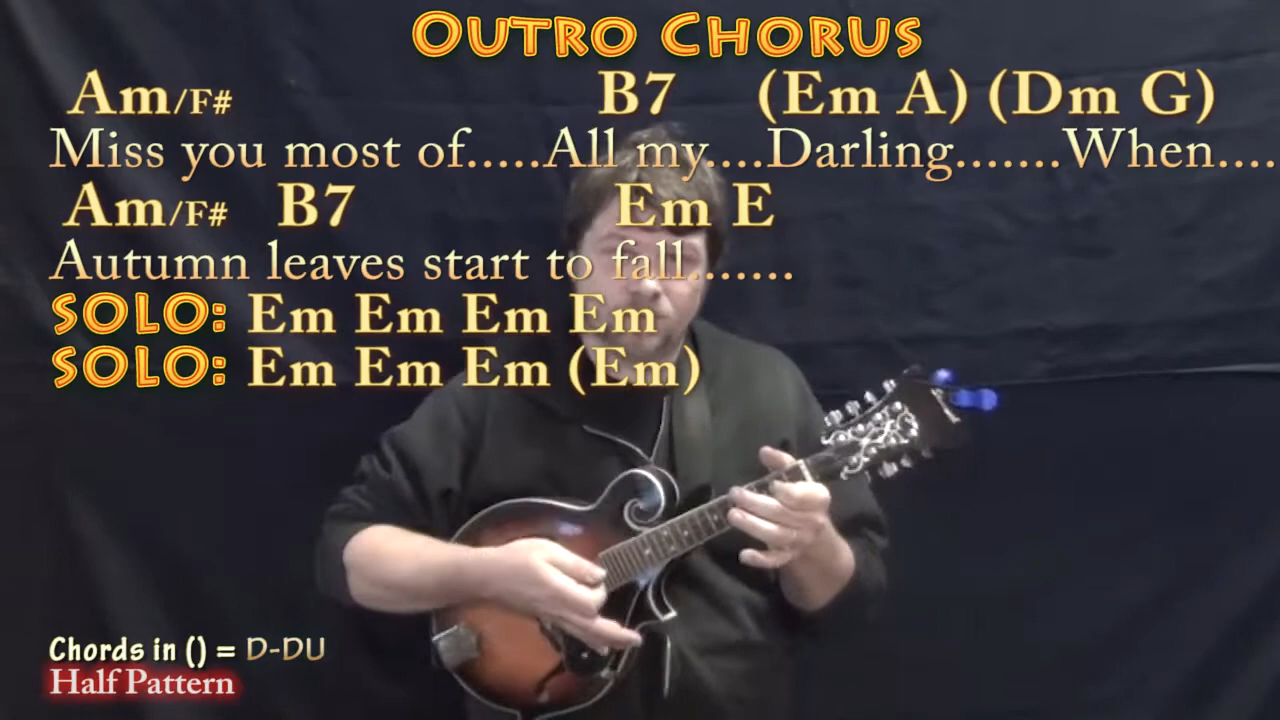 Outro Chorus
Am/F# B7 (Em A) (Dm G)
Miss you most of.....All my....Darling.......When....
Am/F# B7 Em E
Autumn leaves start to fall.......
SOLO: Em Em Em Em
SOLO: Em Em Em (Em)
Chords in () = D-DU
Half Pattern